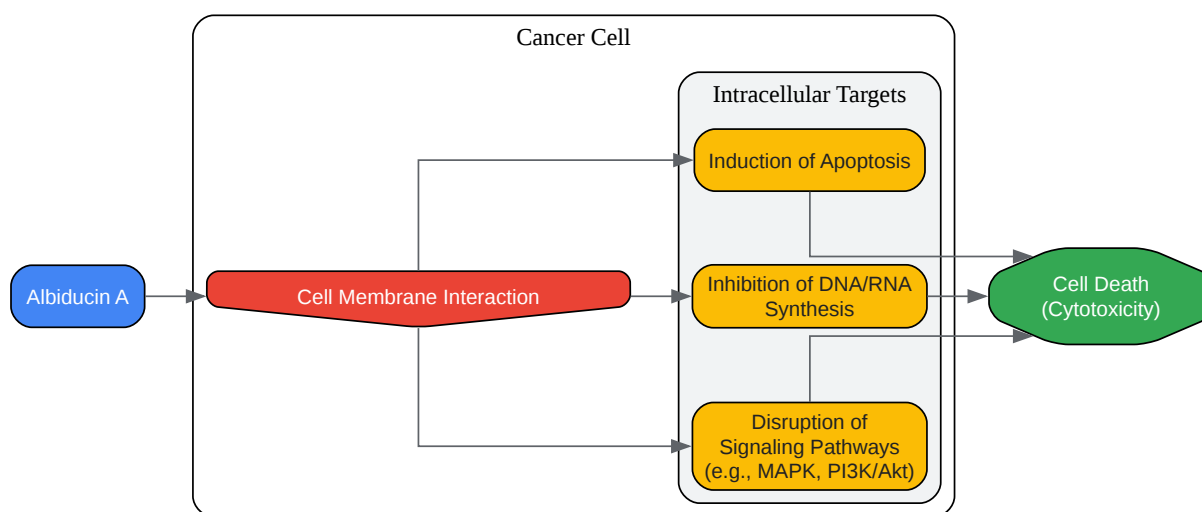 Cancer Cell
Intracellular Targets
Induction of Apoptosis
Albiducin A
Cell Membrane Interaction
Inhibition of DNA/RNA
Synthesis
Cell Death
(Cytotoxicity)
Disruption of
Signaling Pathways
(e.g., MAPK, PI3K/Akt)